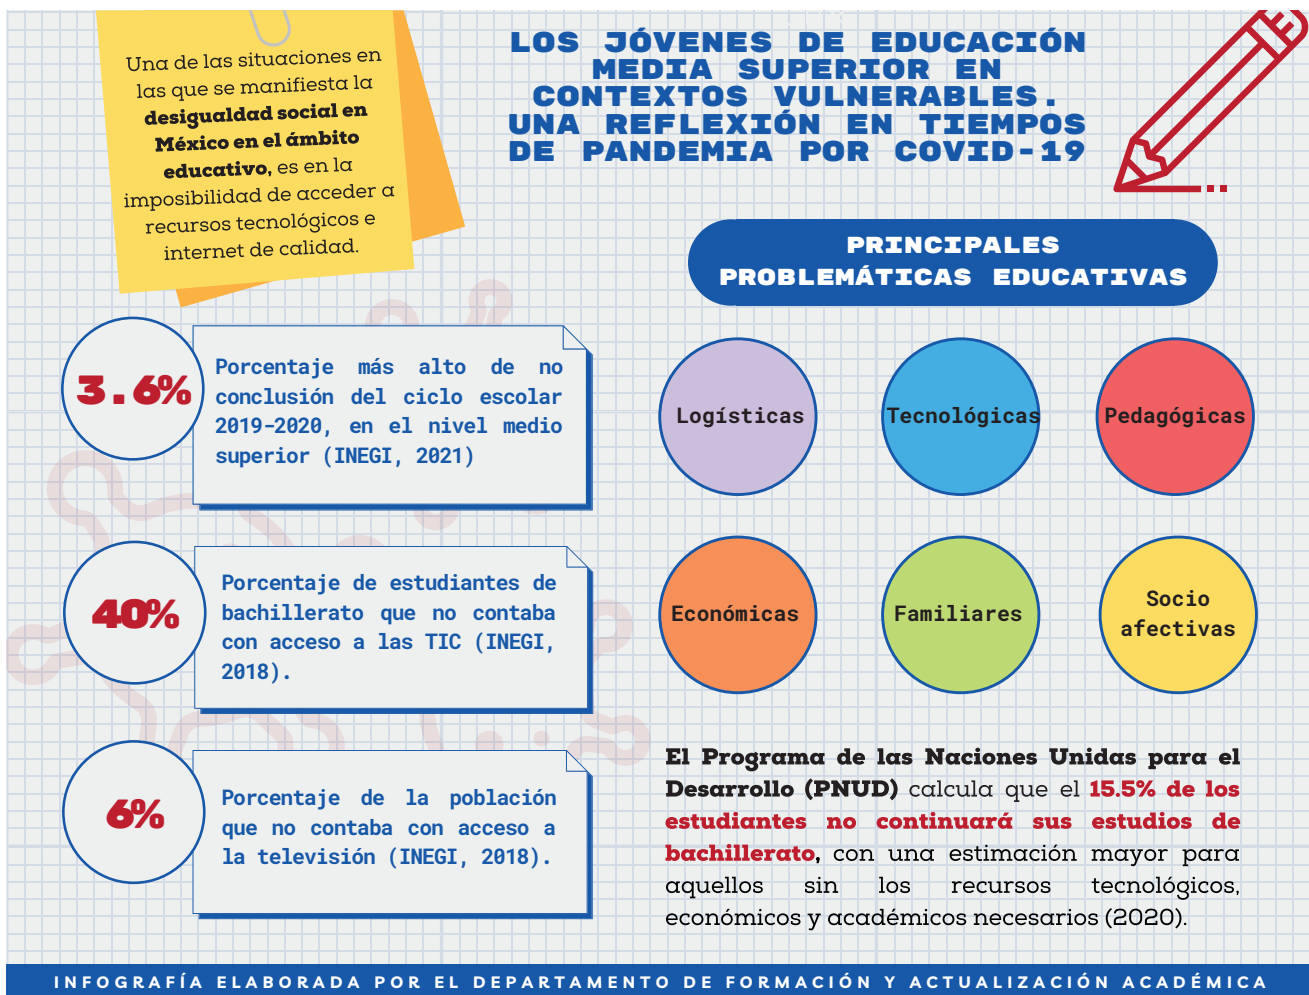 Una de las situaciones en
las que se manifiesta la
desigualdad social en
México en el ámbito
educativo, es en la
imposibilidad de acceder a
recursos tecnológicos e
internet de calidad.
LOS JÓVENES DE EDUCACIÓN
MEDIA SUPERIOR EN
CONTEXTOS VULNERABLES.
UNA REFLEXIÓN EN TIEMPOS
DE PANDEMIA POR COVID-19
3.6%
Porcentaje más alto de no
conclusión del ciclo escolar
2019-2020, en el nivel medio
superior (INEGI, 2021)
40%
Porcentaje de estudiantes de
bachillerato que no contaba
con acceso a las TIC (INEGI,
2018).
6%
Porcentaje de la población
que no contaba con acceso a
la televisión (INEGI, 2018).
PRINCIPALES
PROBLEMÁTICAS EDUCATIVAS
Logísticas
Tecnológicas
Pedagógicas
Económicas
Familiares
Socio
afectivas
El Programa de las Naciones Unidas para el
Desarrollo (PNUD) calcula que el 15.5% de los
estudiantes no continuará sus estudios de
bachillerato, con una estimación mayor para
aquellos sin los recursos tecnológicos,
económicos y académicos necesarios (2020).
INFOGRAFÍA ELABORADA POR EL DEPARTAMENTO DE FORMACIÓN Y ACTUALIZACIÓN ACADÉMICA